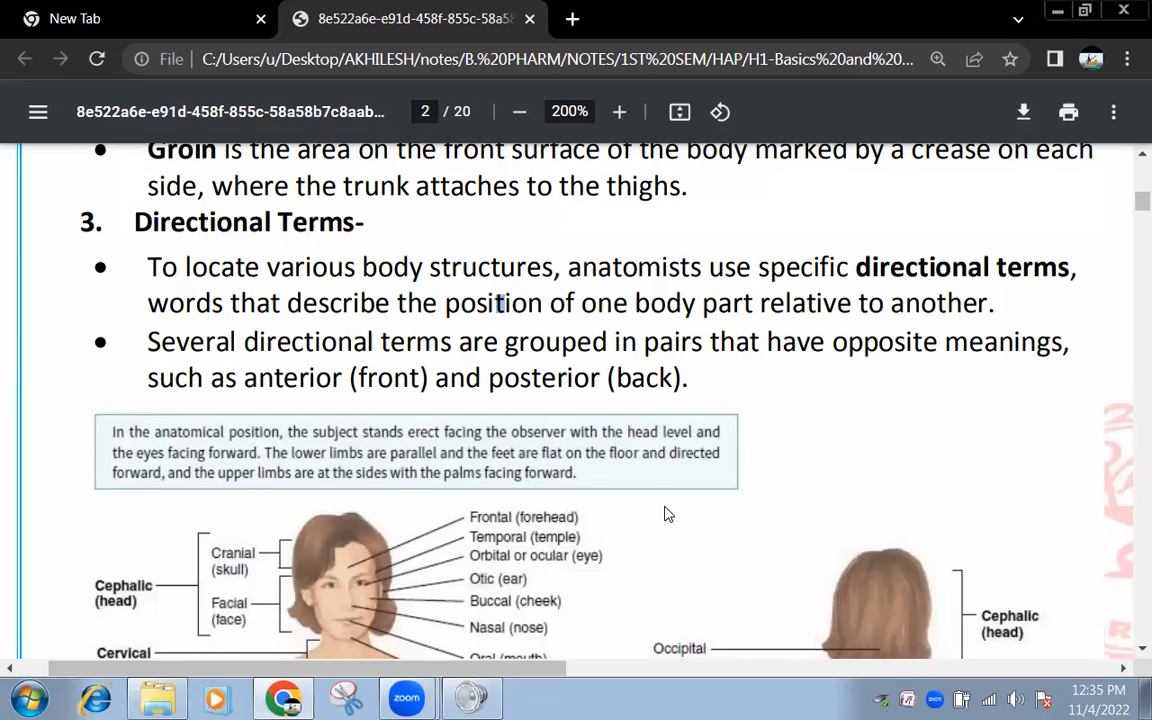 New Tab
8e522a6e-e91d-458f-855c-58a5
File
C:/Users/u/Desktop/AKHILESH/notes/B.%20PHARM/NOTES/1ST%20SEM/HAP/H1-Basics%20and%20...
8e522a6e-e91d-458f-855c-58a58b7c8aab...
2 / 20
200%
• Groin is the area on the front surface of the body marked by a crease on each
side, where the trunk attaches to the thighs.
3. Directional Terms-
• To locate various body structures, anatomists use specific directional terms,
words that describe the position of one body part relative to another.
• Several directional terms are grouped in pairs that have opposite meanings,
such as anterior (front) and posterior (back).
In the anatomical position, the subject stands erect facing the observer with the head level and
the eyes facing forward. The lower limbs are parallel and the feet are flat on the floor and directed
forward, and the upper limbs are at the sides with the palms facing forward.
Cephalic
(head)
Cranial
(skull)
Facial
(face)
Cervical
Frontal (forehead)
Temporal (temple)
Orbital or ocular (eye)
Otic (ear)
Buccal (cheek)
Nasal (nose)
Oral (mouth)
Occipital
Cephalic
(head)
zoom
12:35 PM
11/4/2022